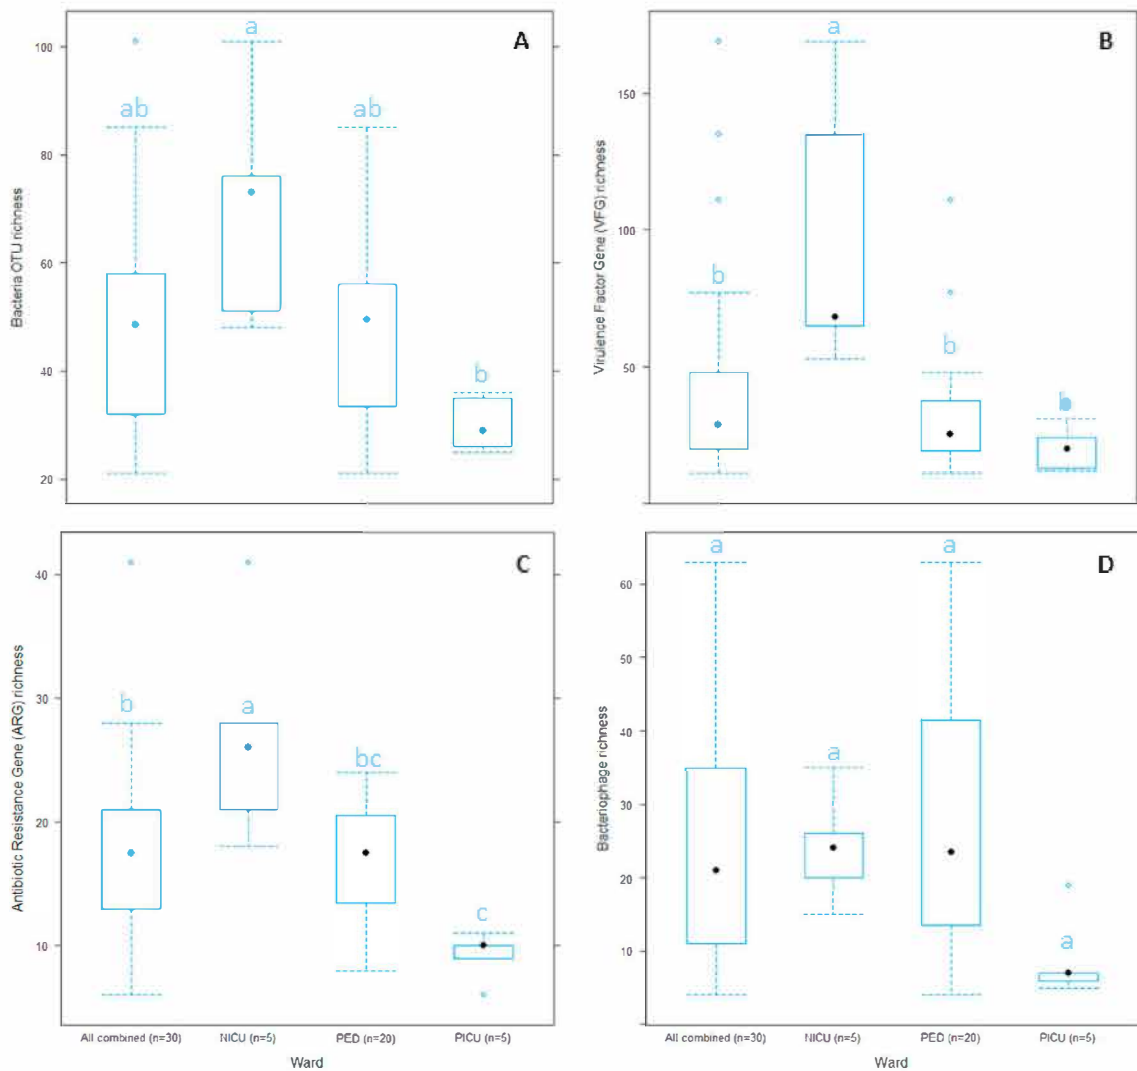 A
a
ab
ab
b
100
80
60
40
20
Bacteria OTU richness
B
a
b
b
b
150
100
50
Virulence Factor Gene (VFG) richness
C
b
a
bc
c
40
30
20
10
Antibiotic Resistance Gene (ARG) richness
All combined (n=30) NICU (n=5) PED (n=20) PICU (n=5)
Ward
D
a
a
a
a
60
50
40
30
20
10
Bacteriophage richness
All combined (n=30) NICU (n=5) PED (n=20) PICU (n=5)
Ward